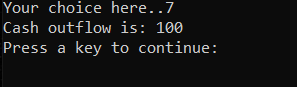 Your choice here..7
Cash outflow is: 100
Press a key to continue: